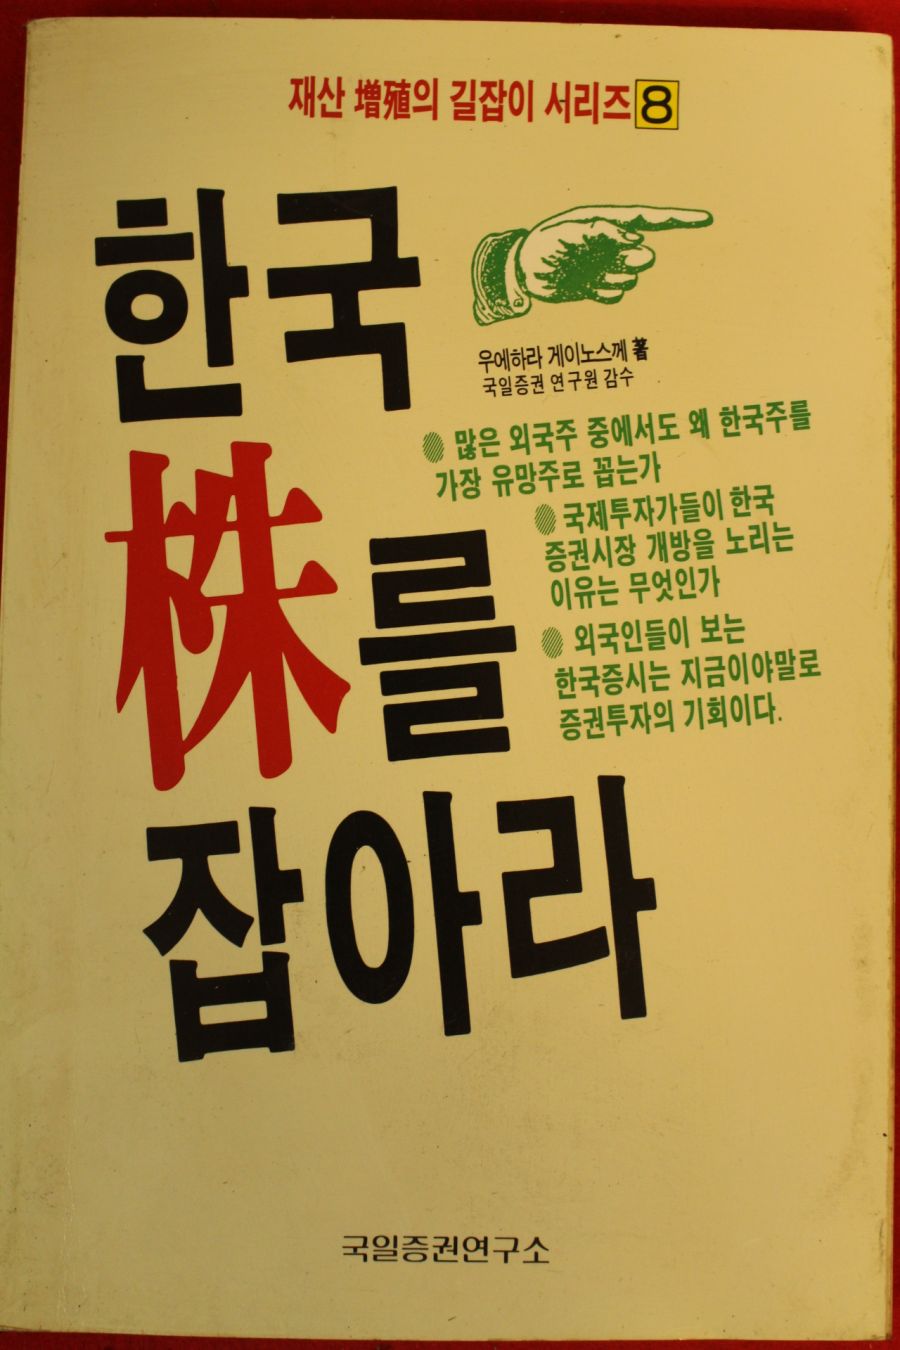 재산 增殖의 길잡이 서리즈 8
한국
株를
잡아라
우에하라 게이노스께 著
국일증권 연구원 감수
많은 외국주 중에서도 왜 한국주를
가장 유망주로 꼽는가
국제투자가들이 한국
증권시장 개방을 노리는
이유는 무엇인가
외국인들이 보는
한국증시는 지금이야말로
증권투자의 기회이다.
국일증권연구소